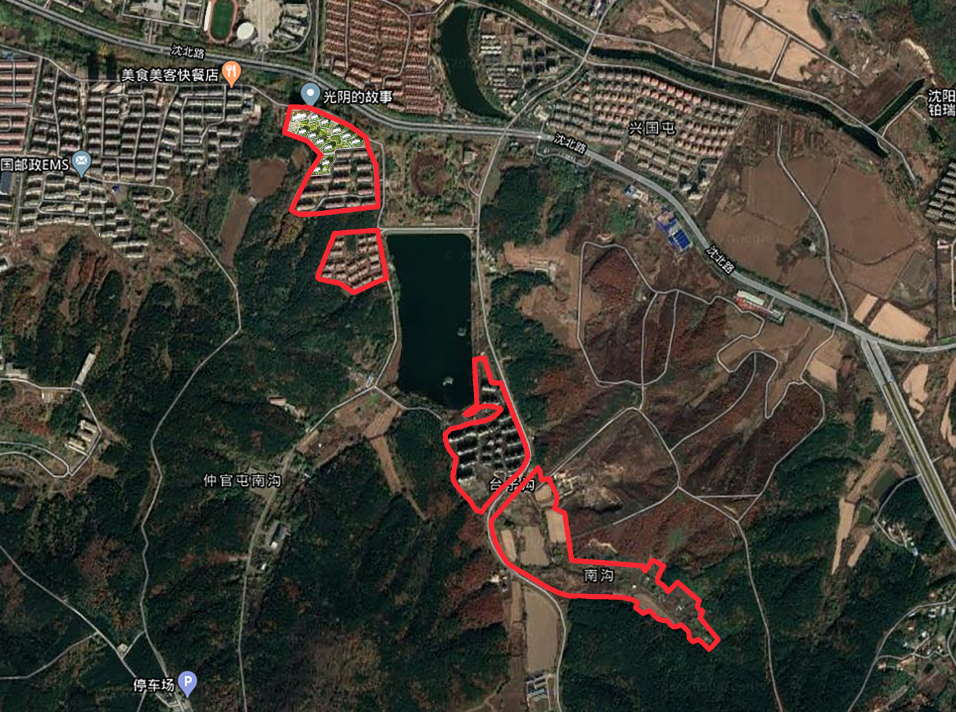 沈北路
美食美客快餐店
光阴的故事
沈阳
铂瑞
兴国屯
沈北路
国邮政EMS
沈北路
仲官屯南沟
南沟
停车场